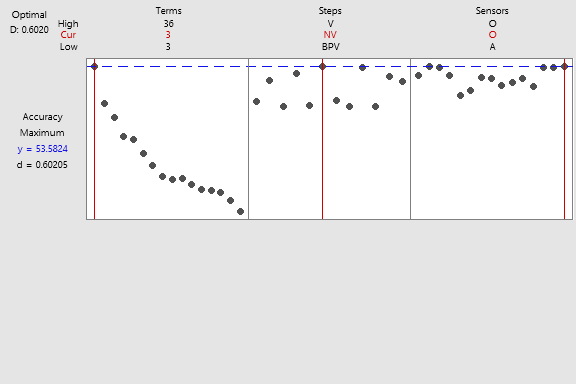 Optimal
D: 0.6020
Terms Steps Sensors
High 36 V O
Cur 3 NV O
Low 3 BPV A
Accuracy
Maximum
y = 53.5824
d = 0.60205